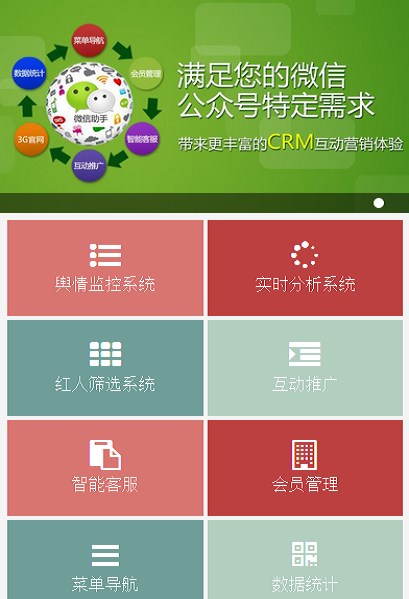 菜单导航
数据统计
会员管理
微信助手
3G官网
智能客服
互动推广
满足您的微信
公众号特定需求
带来更丰富的CRM互动营销体验
舆情监控系统
实时分析系统
红人筛选系统
互动推广
智能客服
会员管理
菜单导航
数据统计